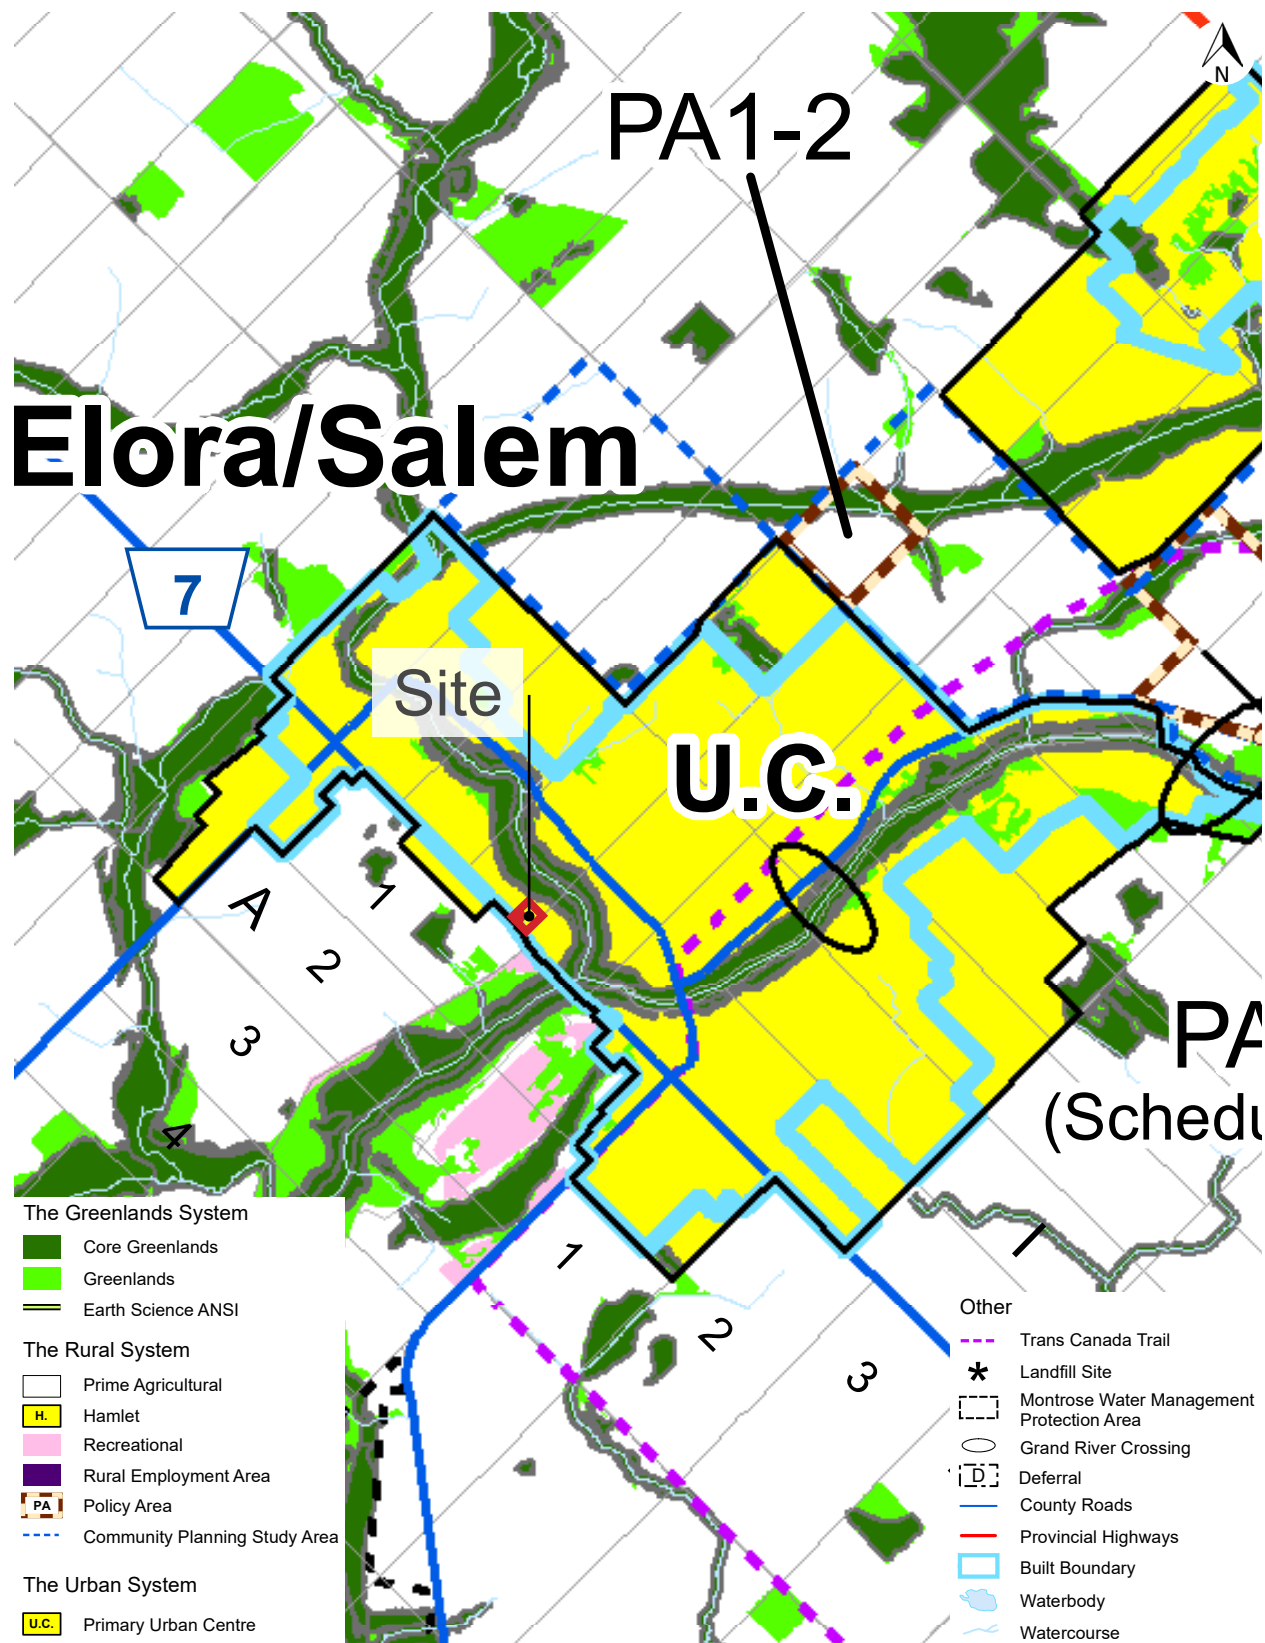 N
PA1-2
Elora/Salem
7
Site
U.C.
A
1
2
3
4
PA
(Schedu
1
1
2
3
The Greenlands System
Core Greenlands
Greenlands
Earth Science ANSI
The Rural System
Prime Agricultural
H. Hamlet
Recreational
Rural Employment Area
PA Policy Area
Community Planning Study Area
The Urban System
U.C. Primary Urban Centre
Other
Trans Canada Trail
* Landfill Site
Montrose Water Management
Protection Area
Grand River Crossing
D Deferral
County Roads
Provincial Highways
Built Boundary
Waterbody
Watercourse